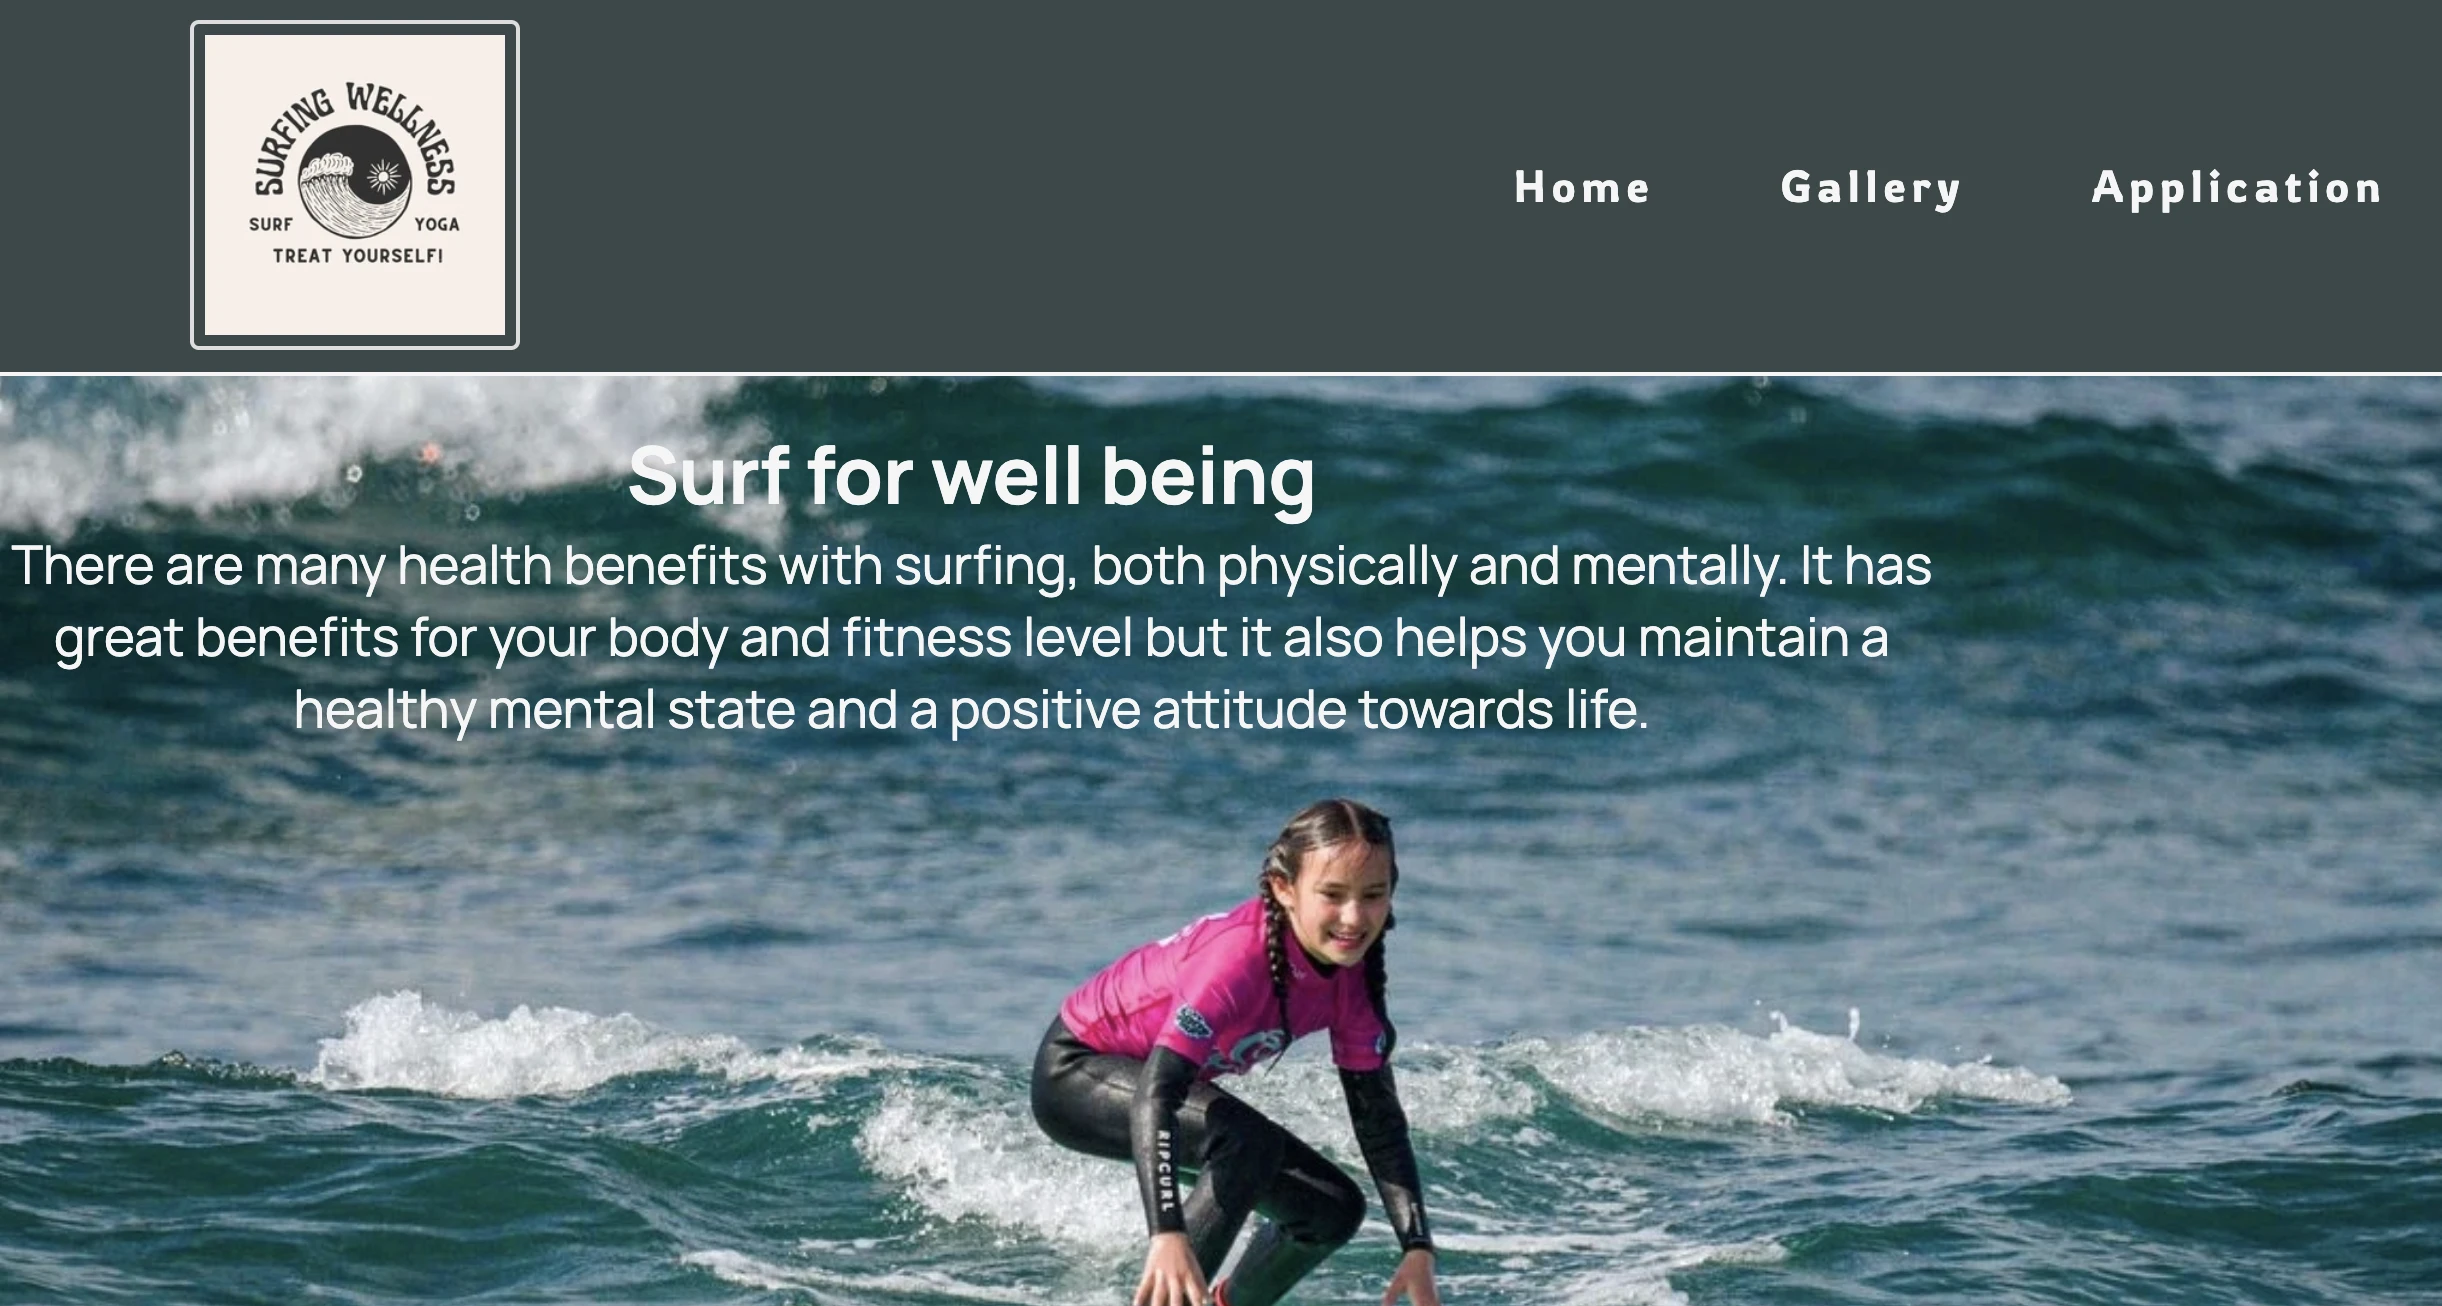 SURFING WELLNESS
SURF YOGA
TREAT YOURSELF!
Home Gallery Application
Surf for well being
There are many health benefits with surfing, both physically and mentally. It has
great benefits for your body and fitness level but it also helps you maintain a
healthy mental state and a positive attitude towards life.
RIPCURL